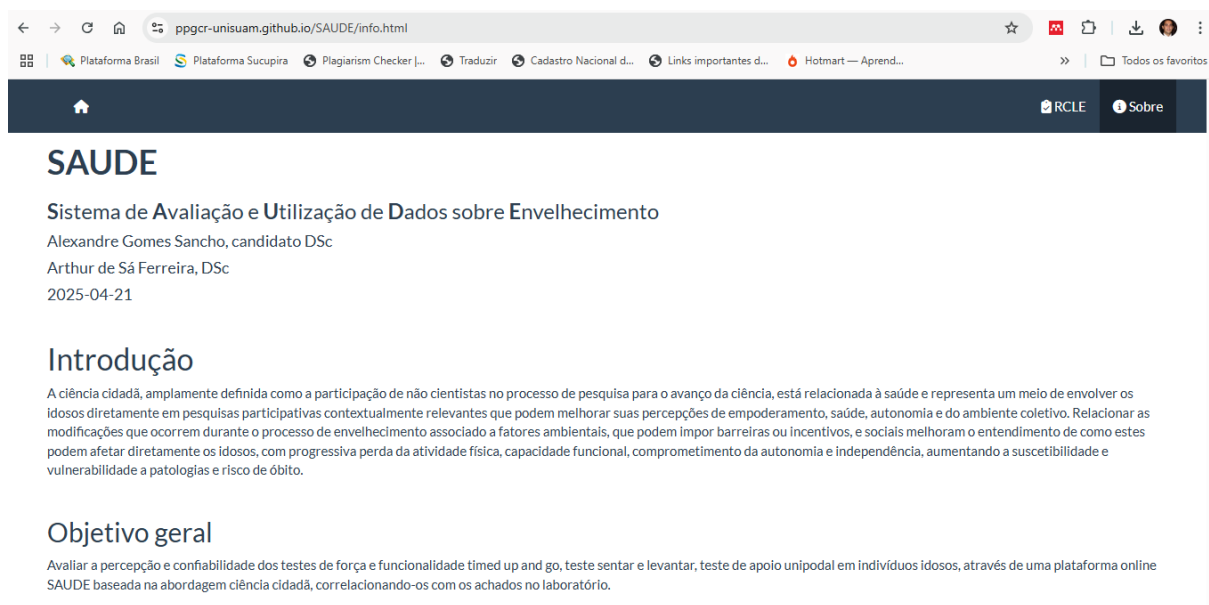 ppgcr-unisuam.github.io/SAUDE/info.html
Plataforma Brasil Plataforma Sucupira Plagiarism Checker |... Traduzir Cadastro Nacional d... Links importantes d... Hotmart — Aprend... » Todos os favoritos
RCLE Sobre
SAUDE
Sistema de Avaliação e Utilização de Dados sobre Envelhecimento
Alexandre Gomes Sancho, candidato DSc
Arthur de Sá Ferreira, DSc
2025-04-21
Introdução
A ciência cidadã, amplamente definida como a participação de não cientistas no processo de pesquisa para o avanço da ciência, está relacionada à saúde e representa um meio de envolver os
idosos diretamente em pesquisas participativas contextualmente relevantes que podem melhorar suas percepções de empoderamento, saúde, autonomia e do ambiente coletivo. Relacionar as
modificações que ocorrem durante o processo de envelhecimento associado a fatores ambientais, que podem impor barreiras ou incentivos, e sociais melhoram o entendimento de como estes
podem afetar diretamente os idosos, com progressiva perda da atividade física, capacidade funcional, comprometimento da autonomia e independência, aumentando a suscetibilidade e
vulnerabilidade a patologias e risco de óbito.
Objetivo geral
Avaliar a percepção e confiabilidade dos testes de força e funcionalidade timed up and go, teste sentar e levantar, teste de apoio unipodal em indivíduos idosos, através de uma plataforma online
SAUDE baseada na abordagem ciência cidadã, correlacionando-os com os achados no laboratório.